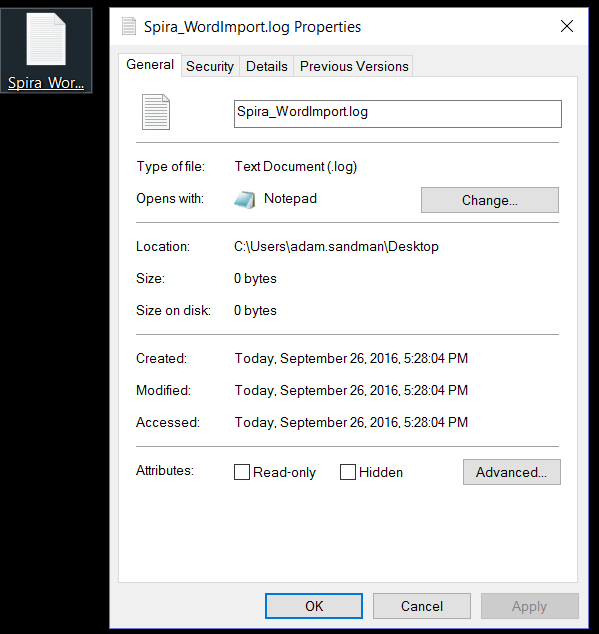 Spira_WordImport.log Properties
Spira_Wor...
General Security Details Previous Versions
Spira_WordImport.log
Type of file: Text Document (.log)
Opens with: Notepad Change...
Location: C:\Users\adam.sandman\Desktop
Size: 0 bytes
Size on disk: 0 bytes
Created: Today, September 26, 2016, 5:28:04 PM
Modified: Today, September 26, 2016, 5:28:04 PM
Accessed: Today, September 26, 2016, 5:28:04 PM
Attributes: Read-only Hidden Advanced...
OK Cancel Apply